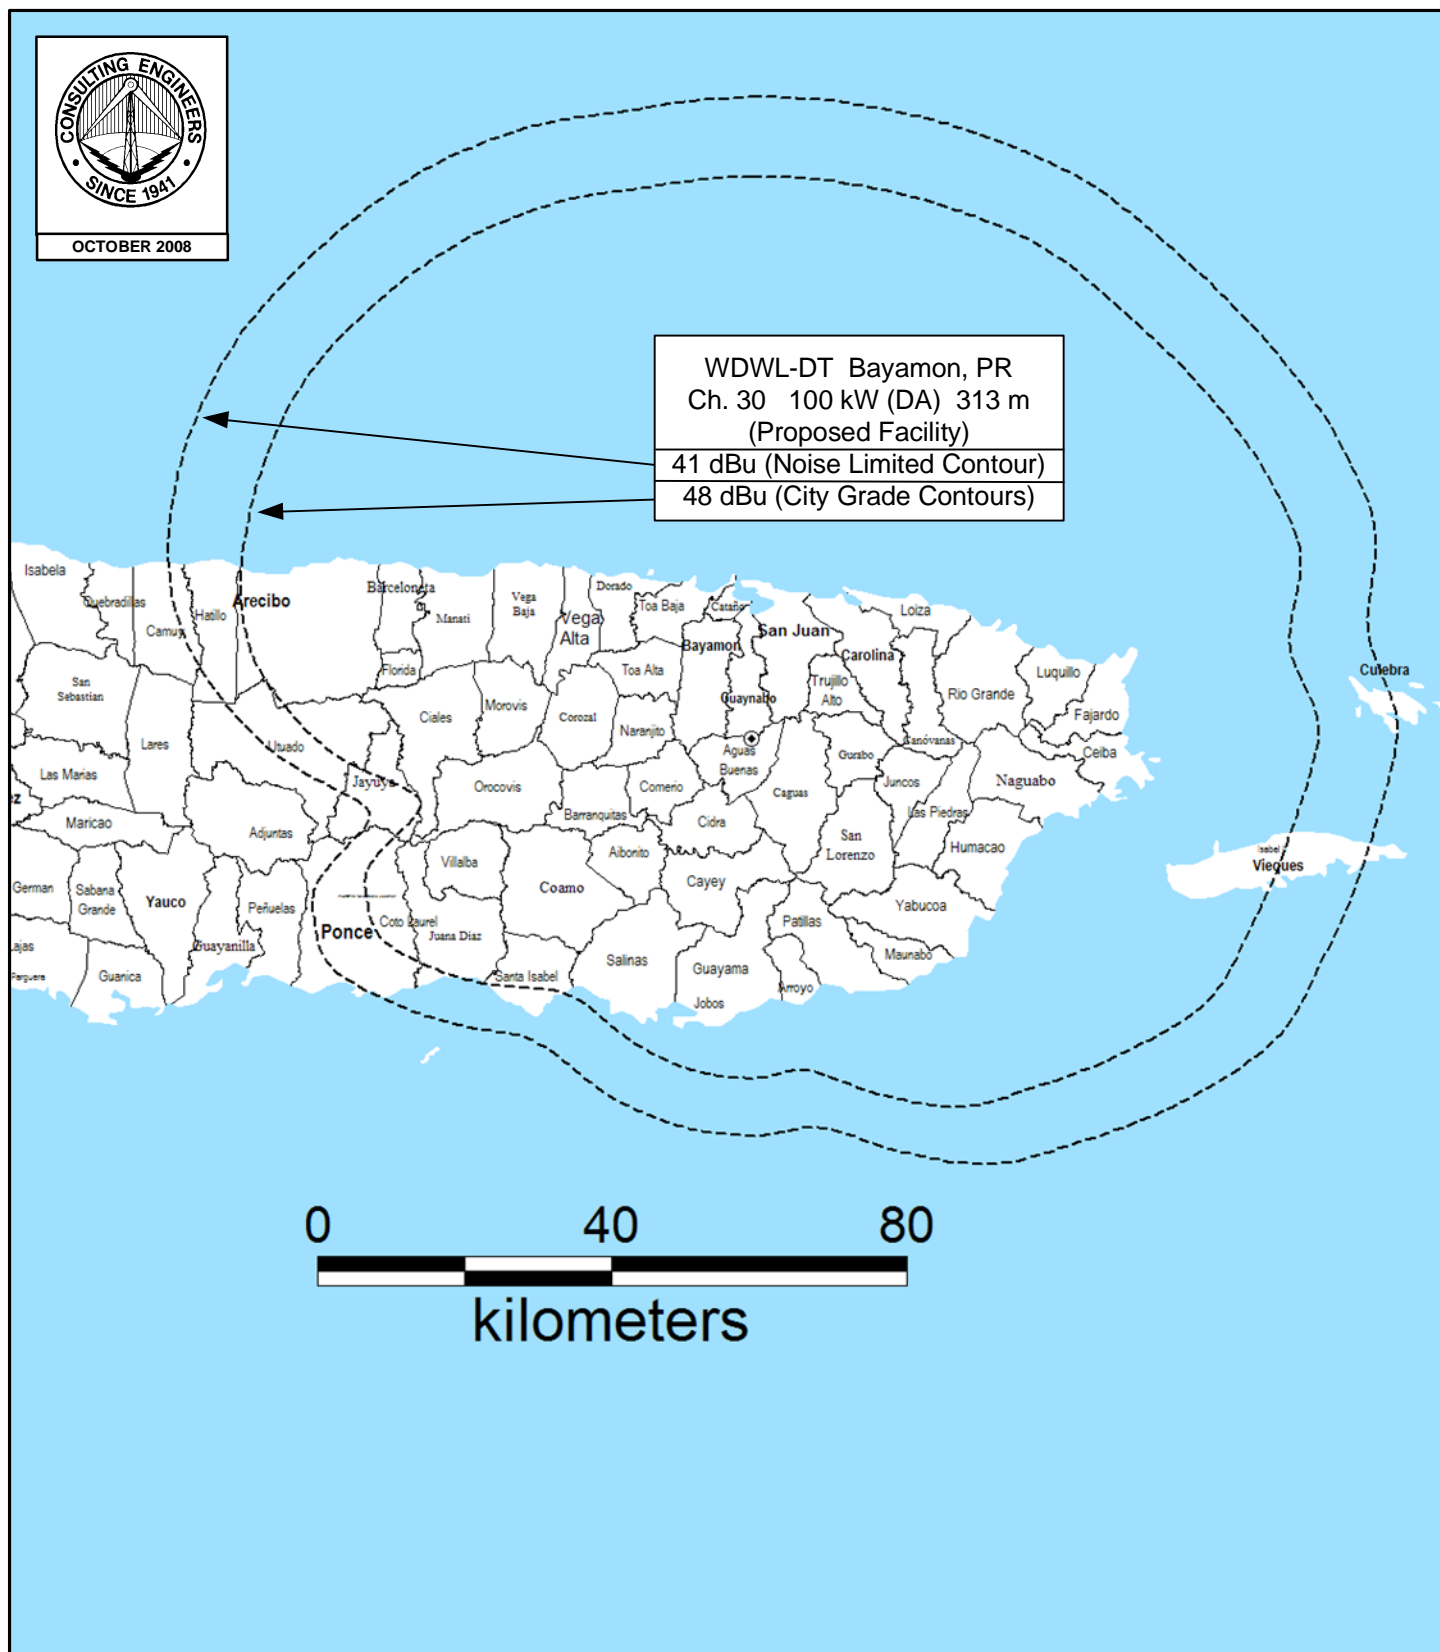 CONSULTING ENGINEERS
SINCE 1941
OCTOBER 2008
WDWL-DT Bayamon, PR
Ch. 30 100 kW (DA) 313 m
(Proposed Facility)
41 dBu (Noise Limited Contour)
48 dBu (City Grade Contours)
Isabela
Quebradillas
Camuy
Hatillo
Arecibo
Barceloneta
Manati
Vega
Baja
Vega
Alta
Dorado
Toa Baja
Cataño
San Juan
Loiza
Bayamon
Carolina
Florida
Toa Alta
Guaynabo
Trujillo
Alto
Rio Grande
Luquillo
Culebra
San
Sebastian
Lares
Utuado
Ciales
Morovis
Corozal
Naranjito
Aguas
Buenas
Gurabo
Canóvanas
Fajardo
Ceiba
Las Marias
Jayuya
Orocovis
Comerio
Caguas
Juncos
Naguabo
ez
Maricao
Adjuntas
Barranquitas
Cidra
Las Piedras
San
Lorenzo
Humacao
Isabel
Vieques
German
Sabana
Grande
Yauco
Peñuelas
Villalba
Coamo
Aibonito
Cayey
Yabucoa
Ponce
Coto Laurel
Juana Diaz
Patillas
Maunabo
Lajas
Guayanilla
Parguera
Guanica
Santa Isabel
Salinas
Guayama
Jobos
Arroyo
0 40 80
kilometers